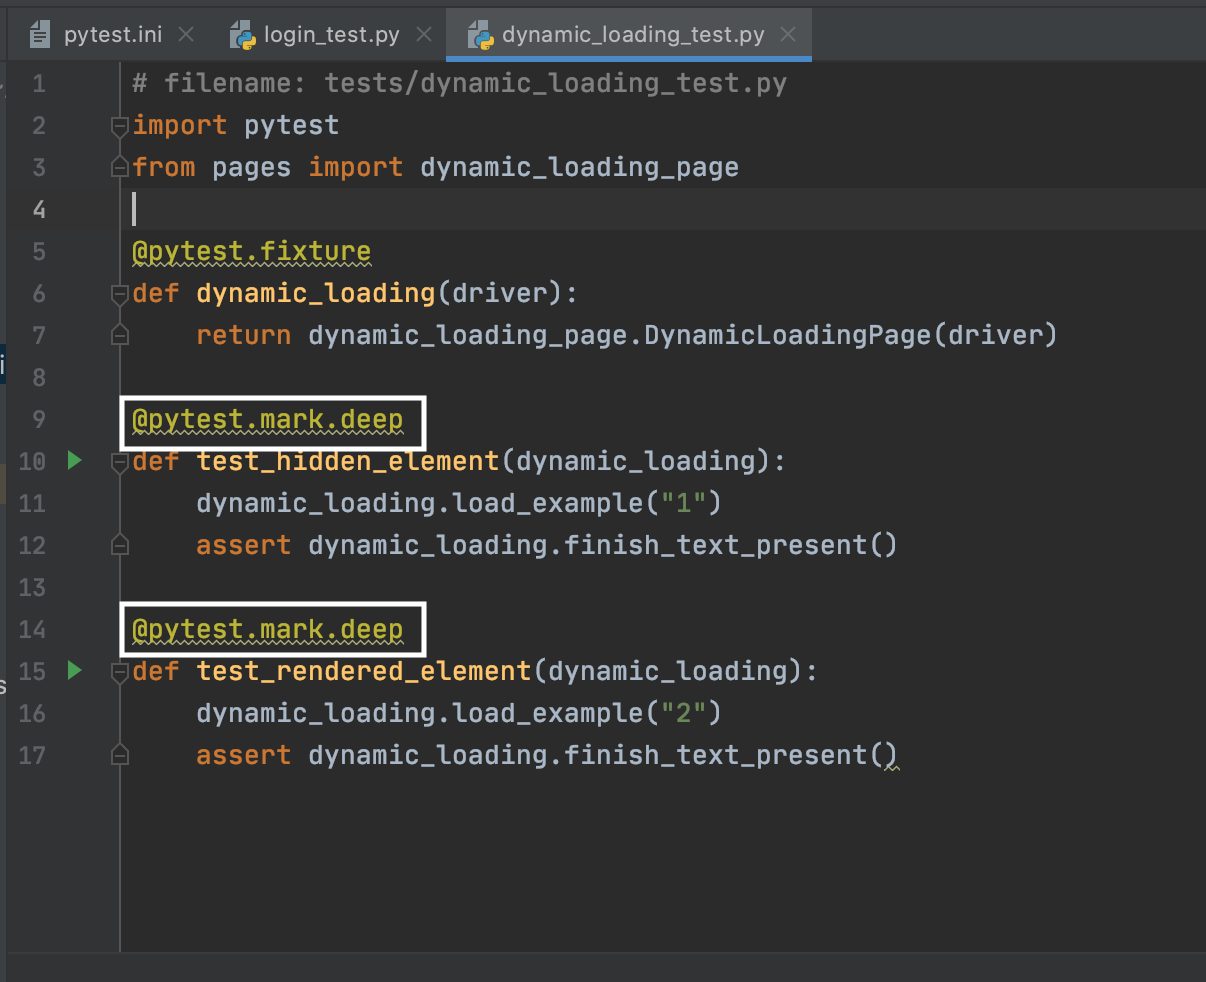 pytest.ini login_test.py dynamic_loading_test.py
1 # filename: tests/dynamic_loading_test.py
2 import pytest
3 from pages import dynamic_loading_page
4
5 @pytest.fixture
6 def dynamic_loading(driver):
7     return dynamic_loading_page.DynamicLoadingPage(driver)
8
9 @pytest.mark.deep
10 def test_hidden_element(dynamic_loading):
11     dynamic_loading.load_example("1")
12     assert dynamic_loading.finish_text_present()
13
14 @pytest.mark.deep
15 def test_rendered_element(dynamic_loading):
16     dynamic_loading.load_example("2")
17     assert dynamic_loading.finish_text_present()